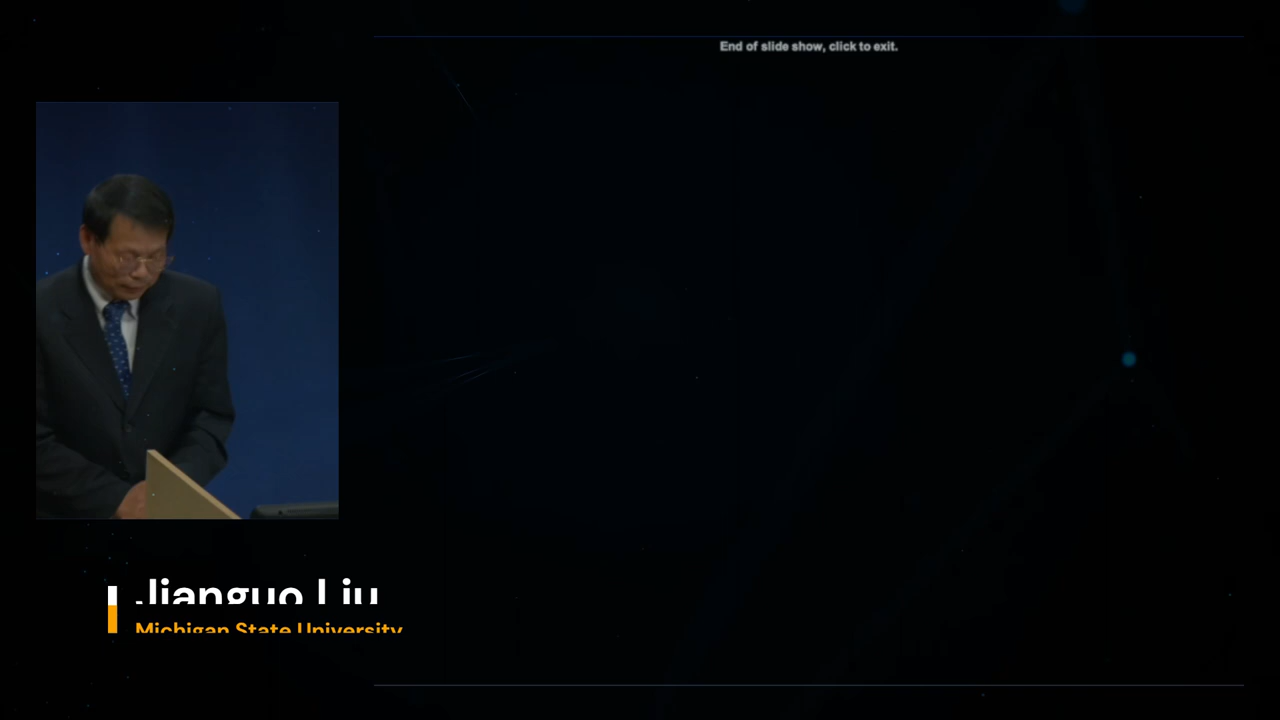 End of slide show, click to exit.
Jianguo Liu
Michigan State University